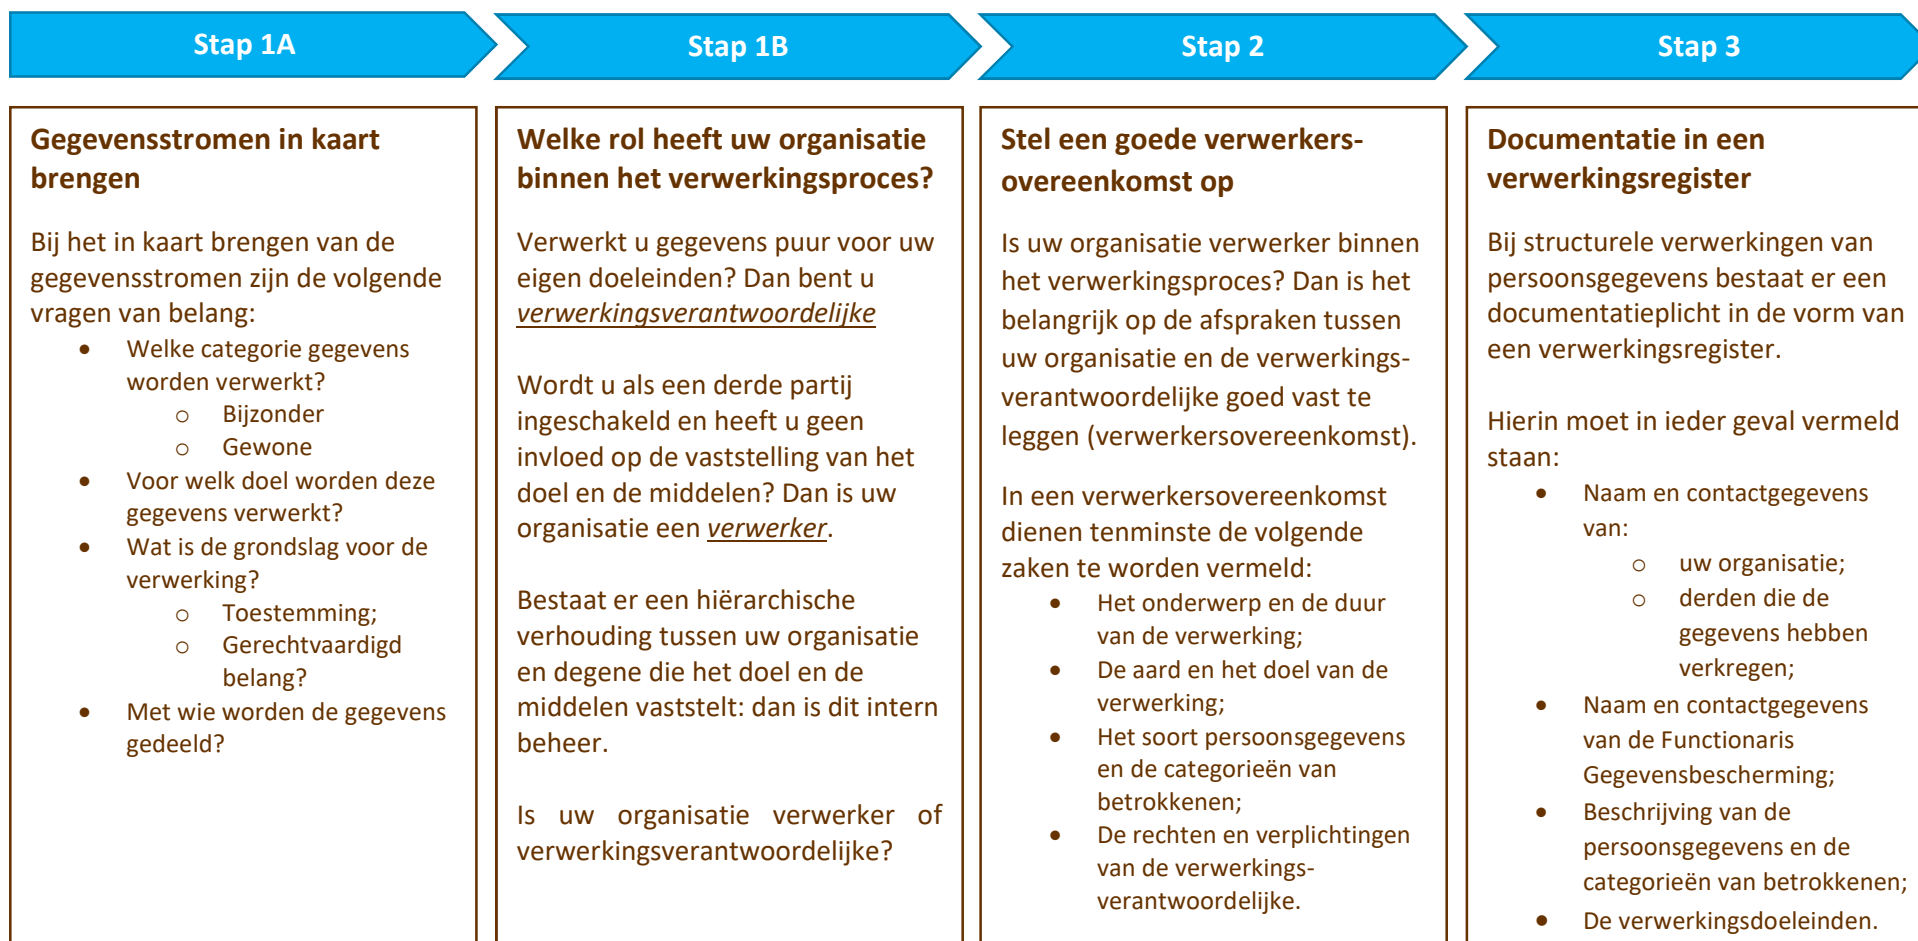 Stap 1A
Stap 1B
Stap 2
Stap 3
Gegevensstromen in kaart
brengen
Bij het in kaart brengen van de
gegevensstromen zijn de volgende
vragen van belang:
• Welke categorie gegevens
worden verwerkt?
o Bijzonder
o Gewone
• Voor welk doel worden deze
gegevens verwerkt?
• Wat is de grondslag voor de
verwerking?
o Toestemming;
o Gerechtvaardigd
belang?
• Met wie worden de gegevens
gedeeld?
Welke rol heeft uw organisatie
binnen het verwerkingsproces?
Verwerkt u gegevens puur voor uw
eigen doeleinden? Dan bent u
verwerkingsverantwoordelijke
Wordt u als een derde partij
ingeschakeld en heeft u geen
invloed op de vaststelling van het
doel en de middelen? Dan is uw
organisatie een verwerker.
Bestaat er een hiërarchische
verhouding tussen uw organisatie
en degene die het doel en de
middelen vaststelt: dan is dit intern
beheer.
Is uw organisatie verwerker of
verwerkingsverantwoordelijke?
Stel een goede verwerkers-
overeenkomst op
Is uw organisatie verwerker binnen
het verwerkingsproces? Dan is het
belangrijk op de afspraken tussen
uw organisatie en de verwerkings-
verantwoordelijke goed vast te
leggen (verwerkersovereenkomst).
In een verwerkersovereenkomst
dienen tenminste de volgende
zaken te worden vermeld:
• Het onderwerp en de duur
van de verwerking;
• De aard en het doel van de
verwerking;
• Het soort persoonsgegevens
en de categorieën van
betrokkenen;
• De rechten en verplichtingen
van de verwerkings-
verantwoordelijke.
Documentatie in een
verwerkingsregister
Bij structurele verwerkingen van
persoonsgegevens bestaat er een
documentatieplicht in de vorm van
een verwerkingsregister.
Hierin moet in ieder geval vermeld
staan:
• Naam en contactgegevens
van:
o uw organisatie;
o derden die de
gegevens hebben
verkregen;
• Naam en contactgegevens
van de Functionaris
Gegevensbescherming;
• Beschrijving van de
persoonsgegevens en de
categorieën van betrokkenen;
• De verwerkingsdoeleinden.